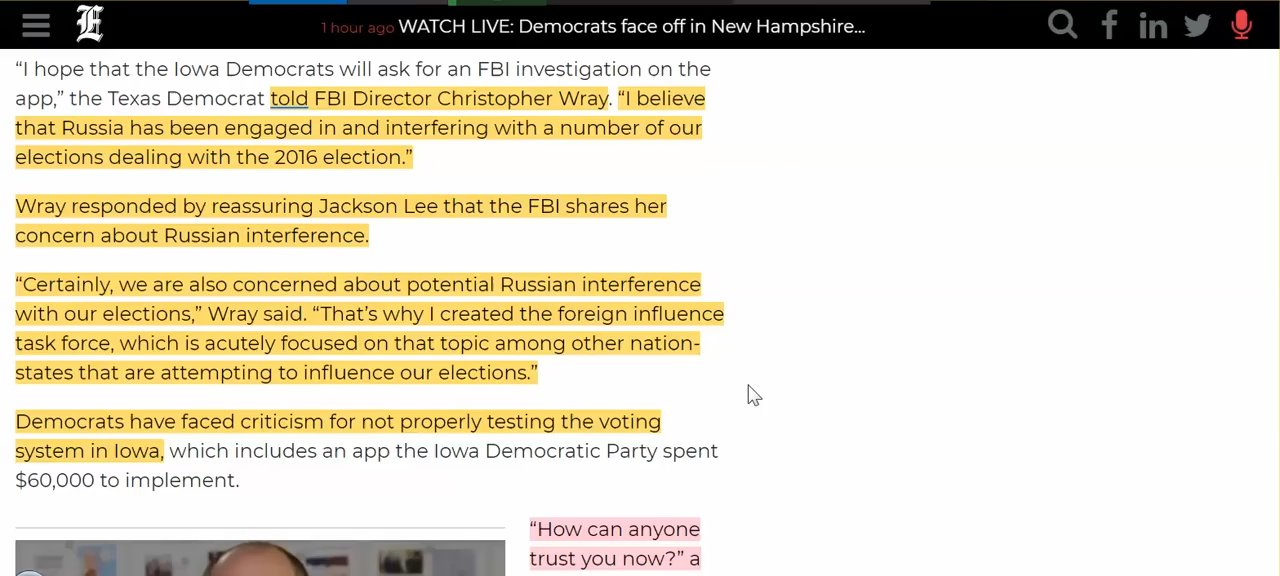 1 hour ago WATCH LIVE: Democrats face off in New Hampshire...
“I hope that the Iowa Democrats will ask for an FBI investigation on the
app,” the Texas Democrat told FBI Director Christopher Wray. “I believe
that Russia has been engaged in and interfering with a number of our
elections dealing with the 2016 election.”
Wray responded by reassuring Jackson Lee that the FBI shares her
concern about Russian interference.
“Certainly, we are also concerned about potential Russian interference
with our elections,” Wray said. “That’s why I created the foreign influence
task force, which is acutely focused on that topic among other nation-
states that are attempting to influence our elections.”
Democrats have faced criticism for not properly testing the voting
system in Iowa, which includes an app the Iowa Democratic Party spent
$60,000 to implement.
“How can anyone
trust you now?” a